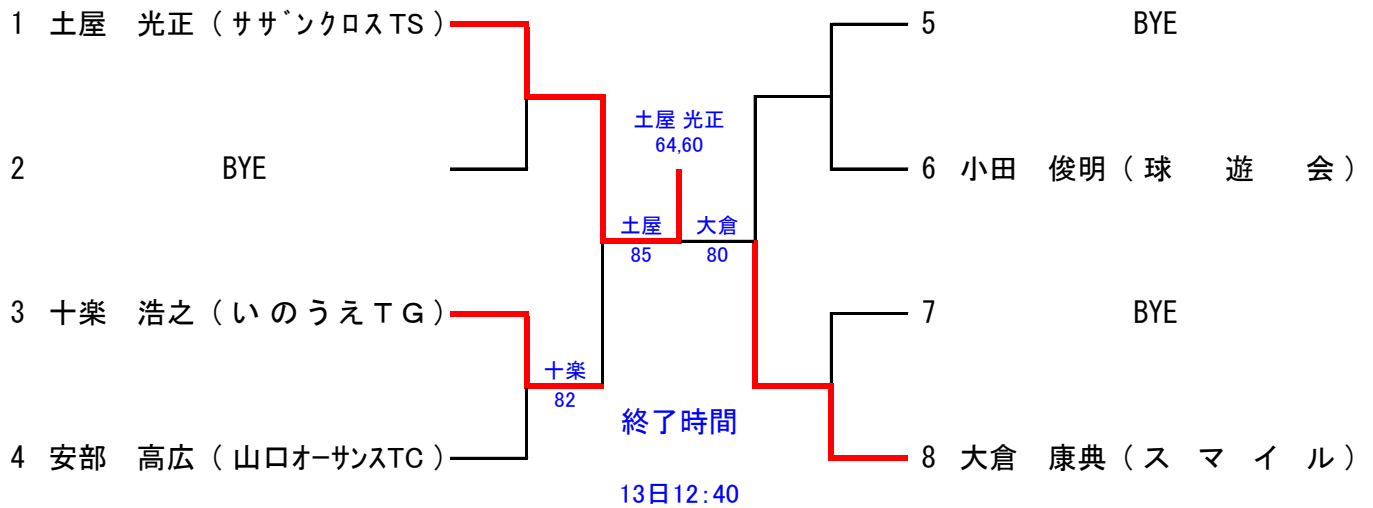 1 土屋 光正 ( ササﾞンクロスTS )
2 BYE
3 十楽 浩之 ( いのうえＴＧ )
4 安部 高広 ( 山口オーサンスTC )
土屋 光正
64,60
土屋
85
大倉
80
十楽
82
終了時間
13日12:40
5 BYE
6 小田 俊明 ( 球 遊 会 )
7 BYE
8 大倉 康典 ( ス マ イ ル )